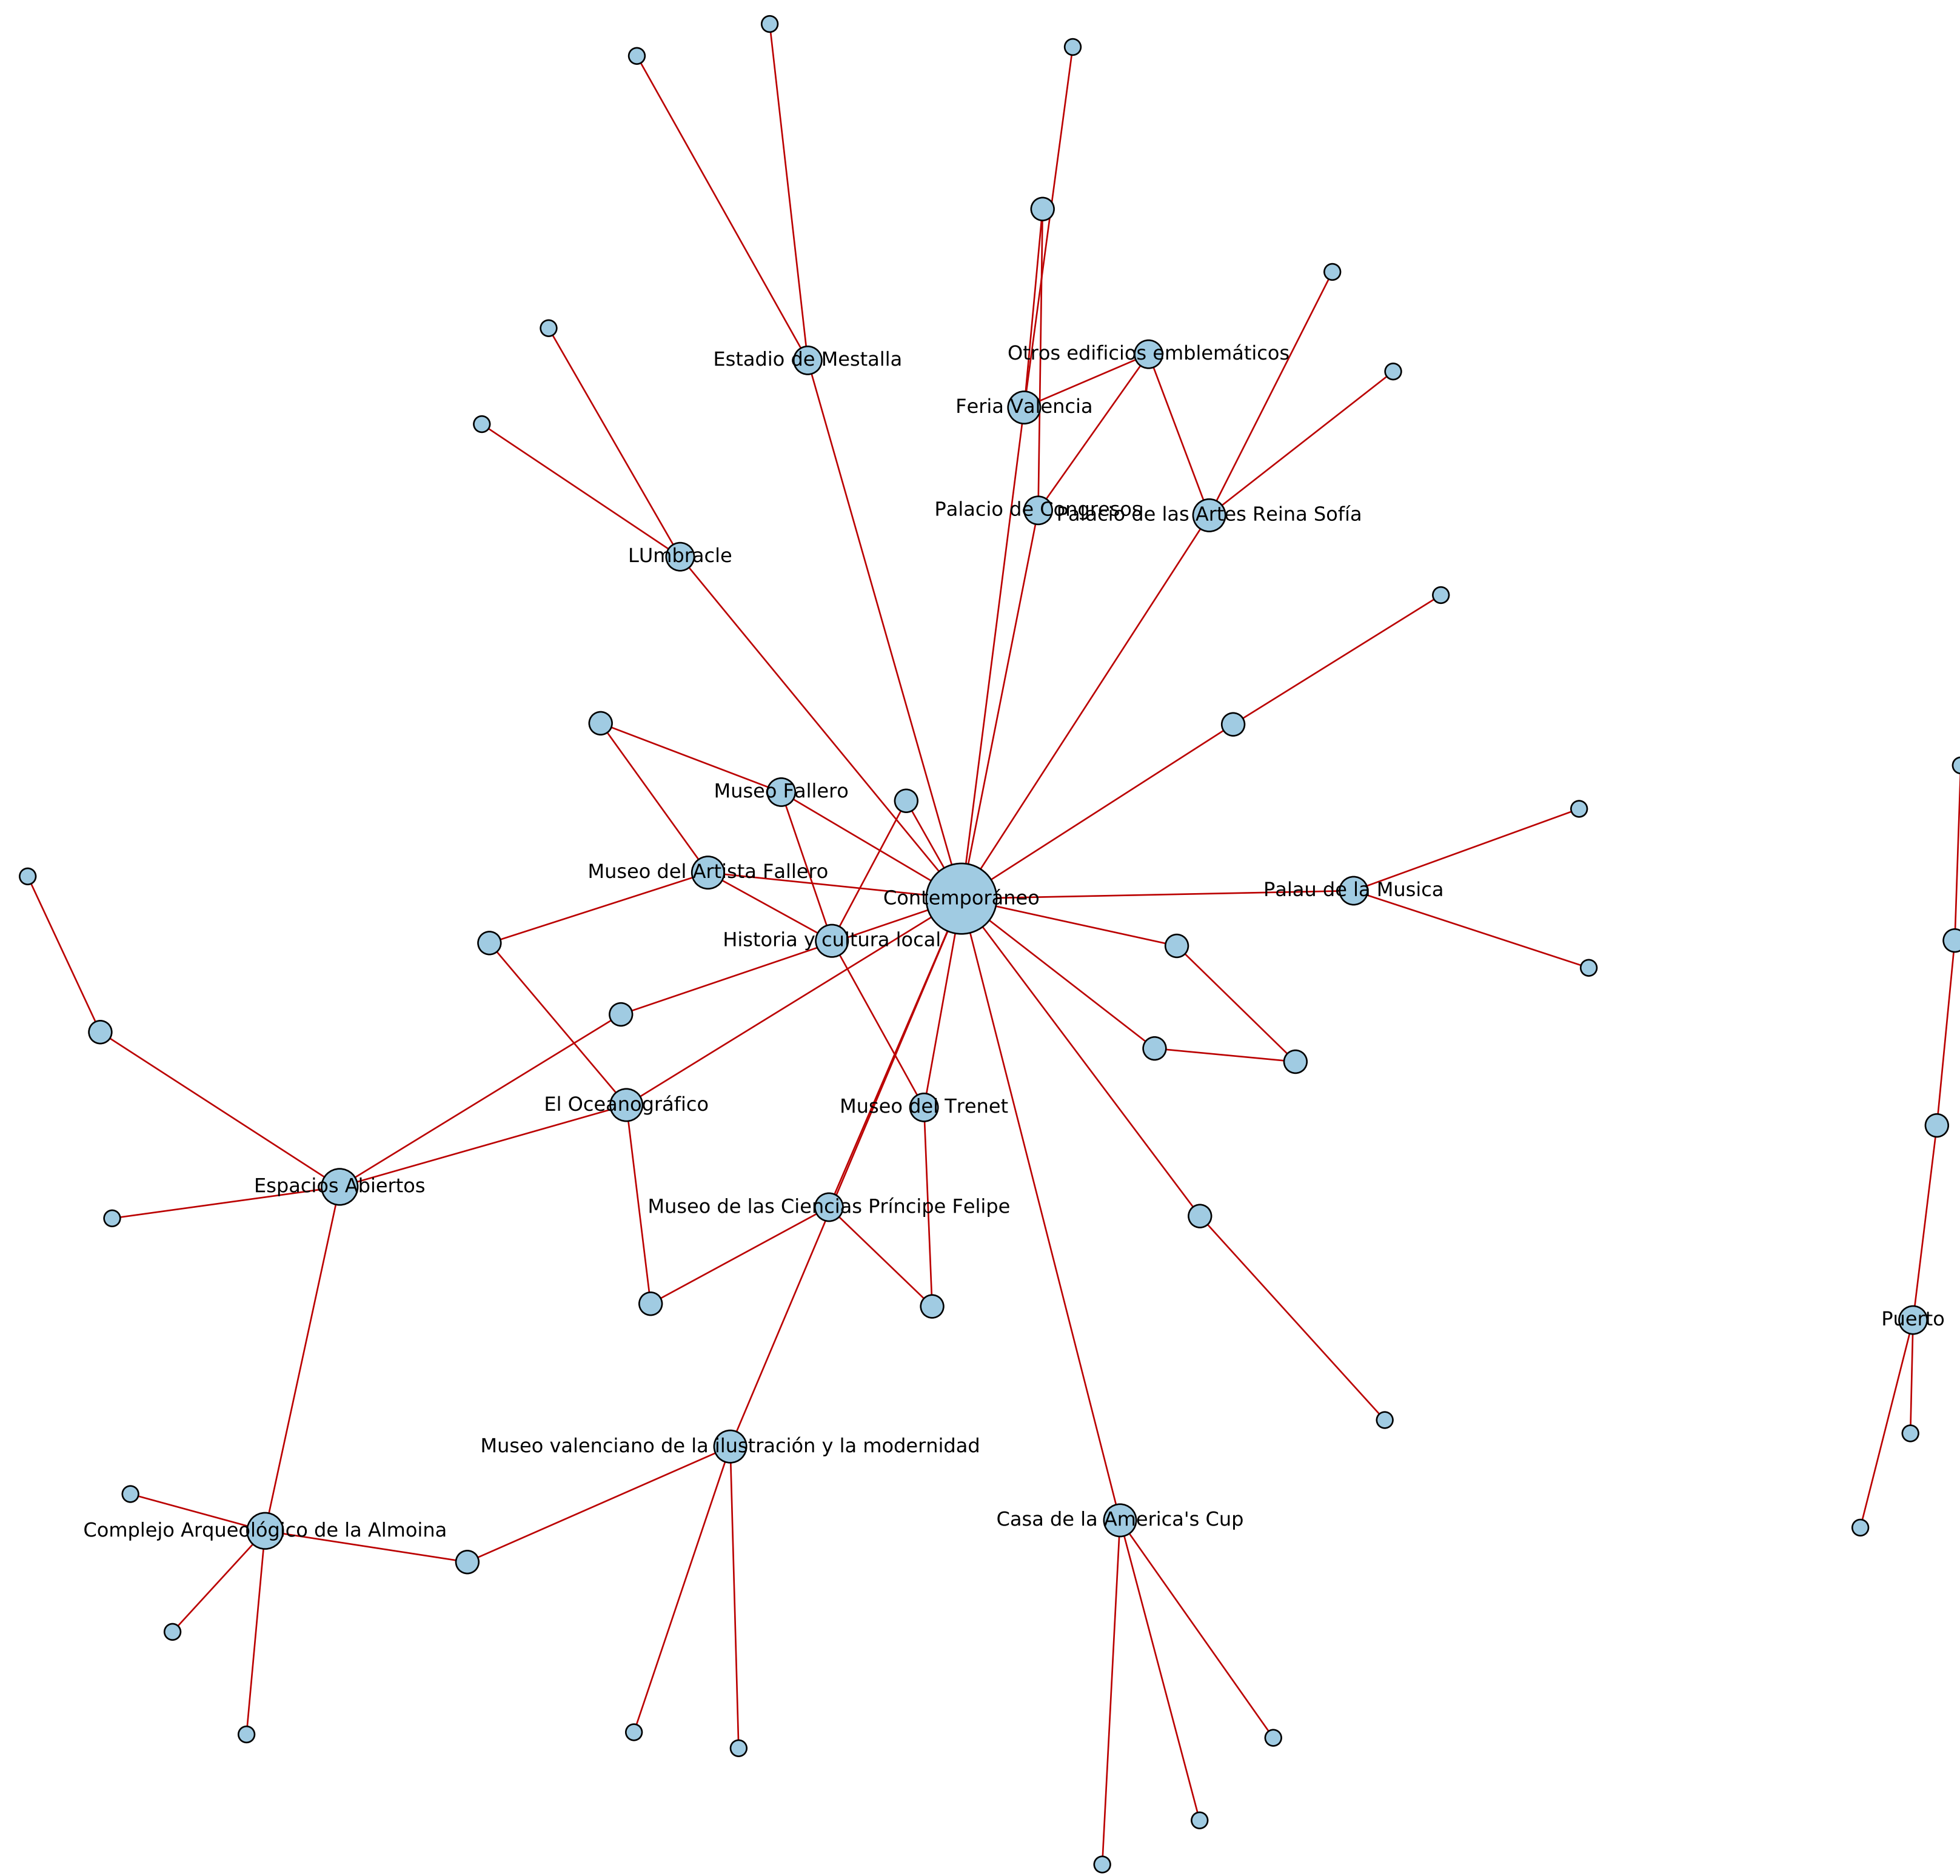 Otros edificios emblemáticos
Estadio de Mestalla
Feria Valencia
Palacio de Congresos
Palacio de las Artes Reina Sofía
LUmbracle
Museo Fallero
Museo del Artista Fallero
Contemporáneo
Palau de la Musica
Historia y cultura local
El Oceanográfico
Museo del Trenet
Espacios Abiertos
Museo de las Ciencias Príncipe Felipe
Puerto
Museo valenciano de la ilustración y la modernidad
Casa de la America's Cup
Complejo Arqueológico de la Almoina